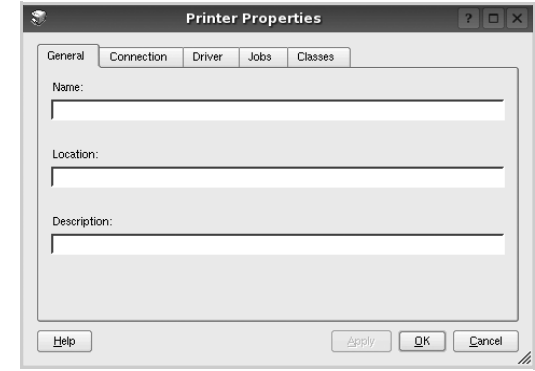 Printer Properties ?
General Connection Driver Jobs Classes
Name:
Location:
Description:
Help Apply OK Cancel